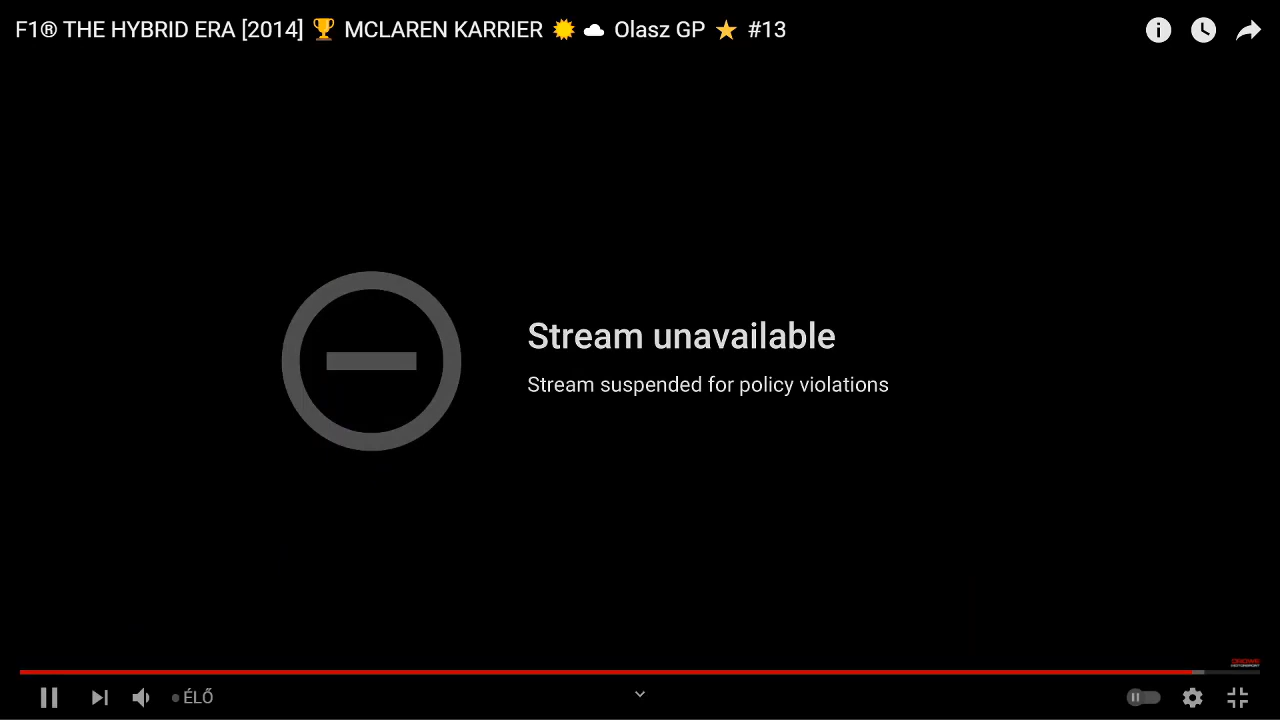 F1® THE HYBRID ERA [2014] 🏆 MCLAREN KARRIER ☀️ ☁️ Olasz GP ⭐ #13
Stream unavailable
Stream suspended for policy violations
ÉLŐ